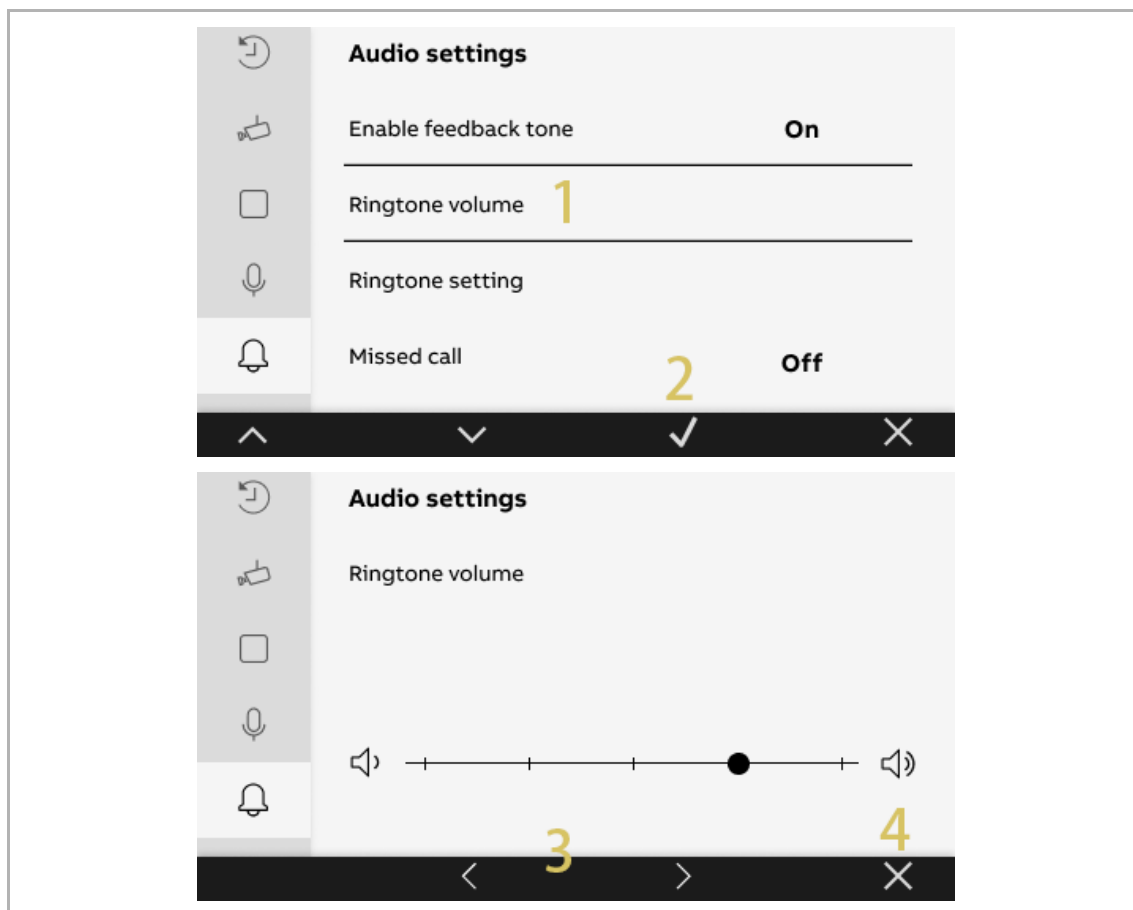 Audio settings
Enable feedback tone On
Ringtone volume 1
Ringtone setting
Missed call 2 Off
Audio settings
Ringtone volume
3 4